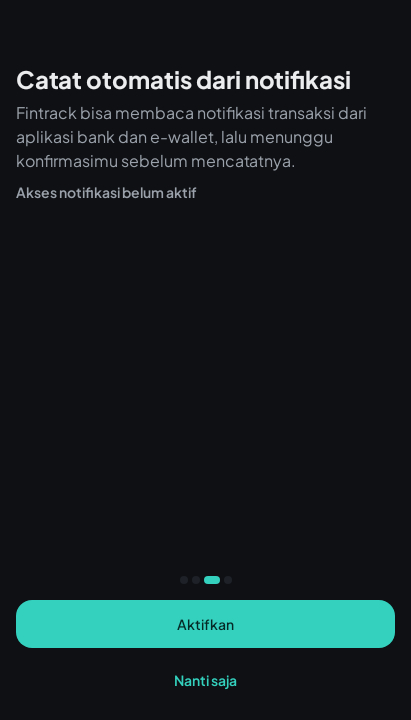 Catat otomatis dari notifikasi
Fintrack bisa membaca notifikasi transaksi dari
aplikasi bank dan e-wallet, lalu menunggu
konfirmasimu sebelum mencatatnya.
Akses notifikasi belum aktif
Aktifkan
Nanti saja